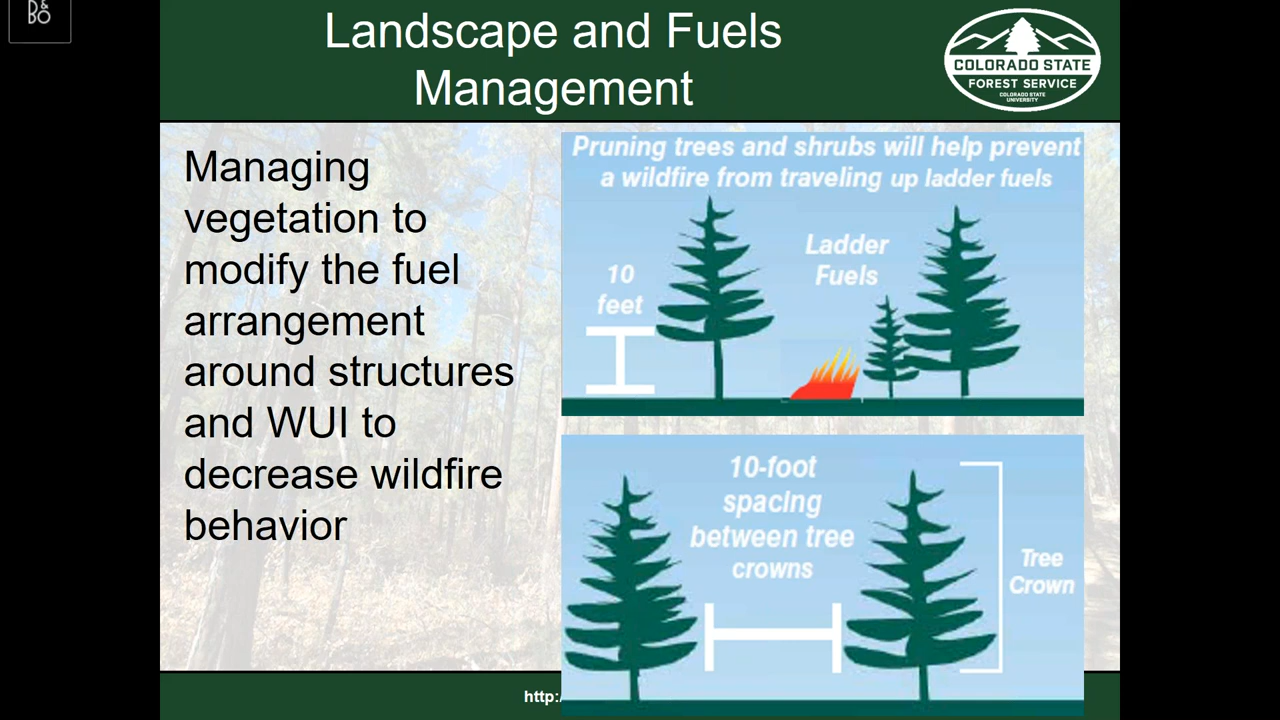 D&
BO
Landscape and Fuels
Management
COLORADO STATE
FOREST SERVICE
COLORADO STATE
UNIVERSITY
Managing
vegetation to
modify the fuel
arrangement
around structures
and WUI to
decrease wildfire
behavior
Pruning trees and shrubs will help prevent
a wildfire from traveling up ladder fuels
Ladder
Fuels
10
feet
10-foot
spacing
between tree
crowns
Tree
Crown
http: